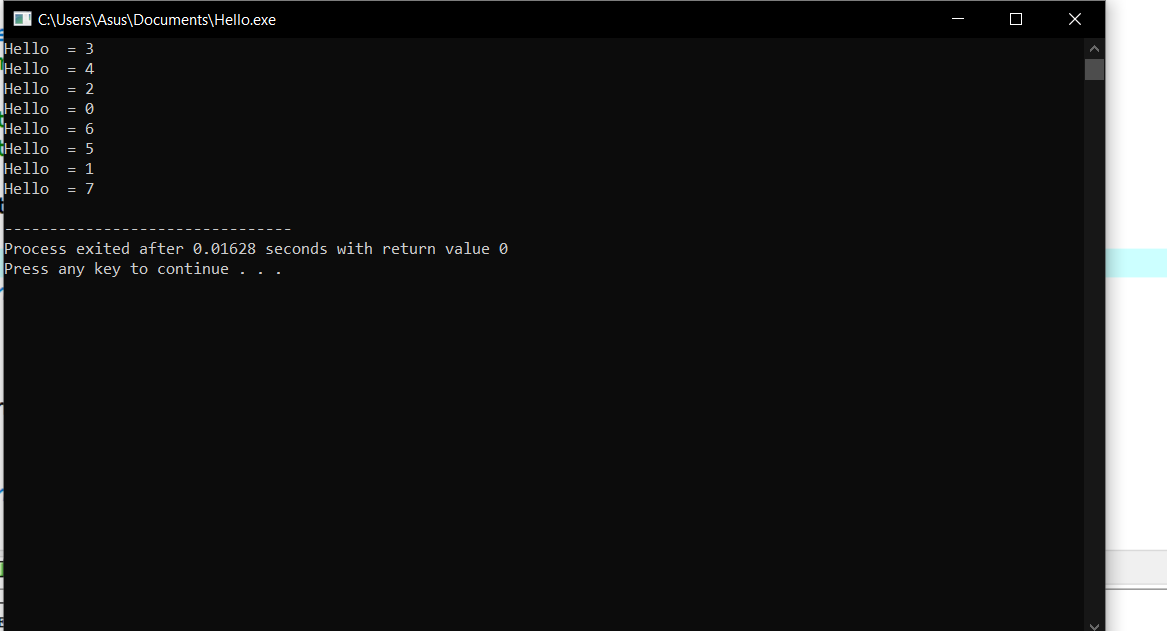 C:\Users\Asus\Documents\Hello.exe
Hello  = 3
Hello  = 4
Hello  = 2
Hello  = 0
Hello  = 6
Hello  = 5
Hello  = 1
Hello  = 7
--------------------------------
Process exited after 0.01628 seconds with return value 0
Press any key to continue . . .